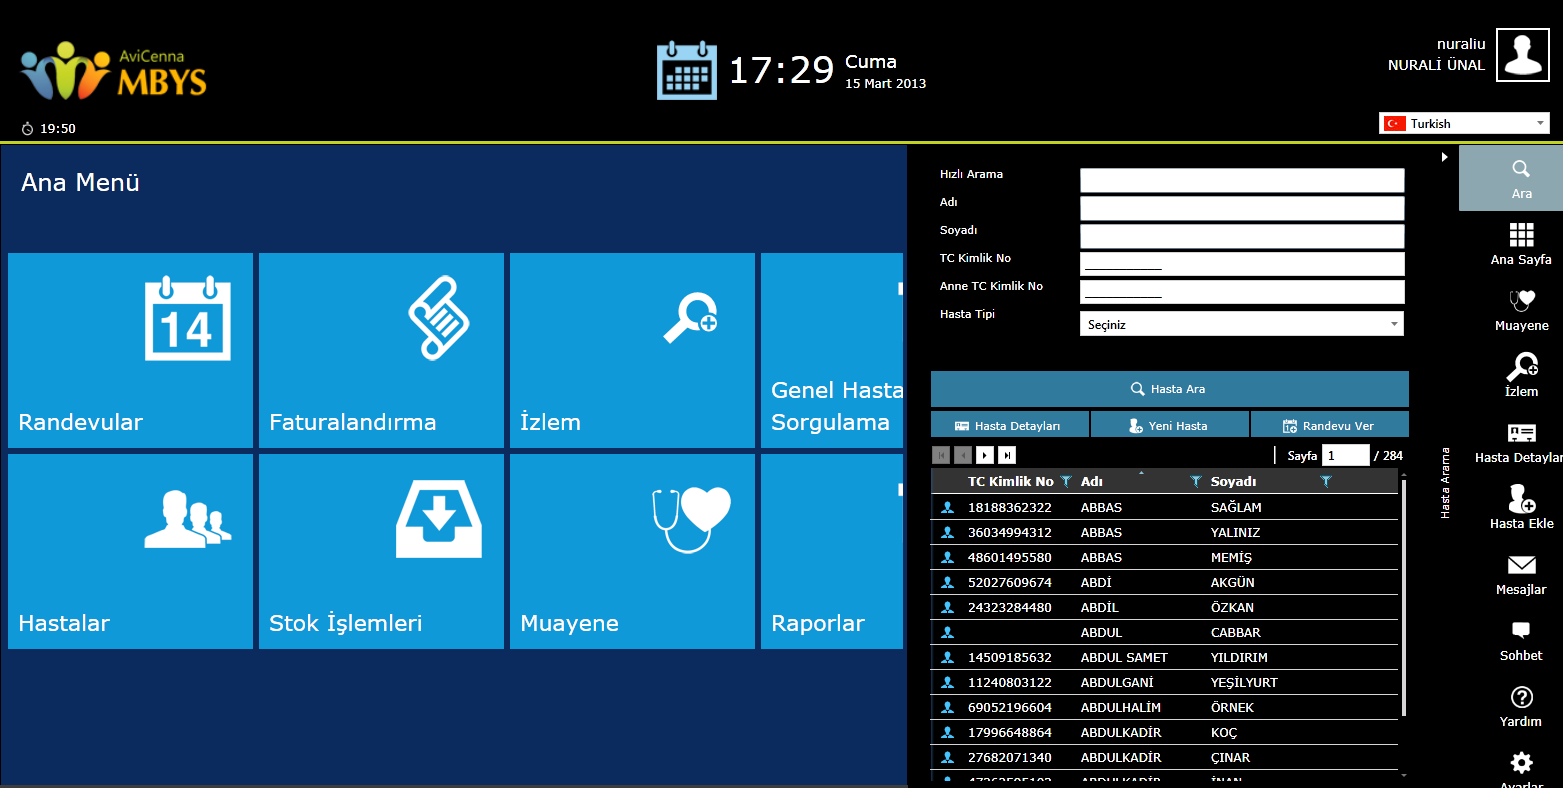 AviCenna
MBYS
19:50
17:29
Cuma
15 Mart 2013
nuraliu
NURALİ ÜNAL
Turkish
Ana Menü
14
Randevular
Faturalandırma
İzlem
Genel Hasta
Sorgulama
Hastalar
Stok İşlemleri
Muayene
Raporlar
Hızlı Arama
Adı
Soyadı
TC Kimlik No ___________
Anne TC Kimlik No ___________
Hasta Tipi Seçiniz
Hasta Ara
Hasta Detayları Yeni Hasta Randevu Ver
Sayfa 1 / 284
TC Kimlik No Adı Soyadı
18188362322 ABBAS SAĞLAM
36034994312 ABBAS YALINIZ
48601495580 ABBAS MEMİŞ
52027609674 ABDİ AKGÜN
24323284480 ABDİL ÖZKAN
ABDUL CABBAR
14509185632 ABDUL SAMET YILDIRIM
11240803122 ABDULGANİ YEŞİLYURT
69052196604 ABDULHALİM ÖRNEK
17996648864 ABDULKADİR KOÇ
27682071340 ABDULKADİR ÇINAR
ABDULKADİR İNAN
Hasta Arama
Ara
Ana Sayfa
Muayene
İzlem
Hasta Detaylar
Hasta Ekle
Mesajlar
Sohbet
Yardım
Ayarlar